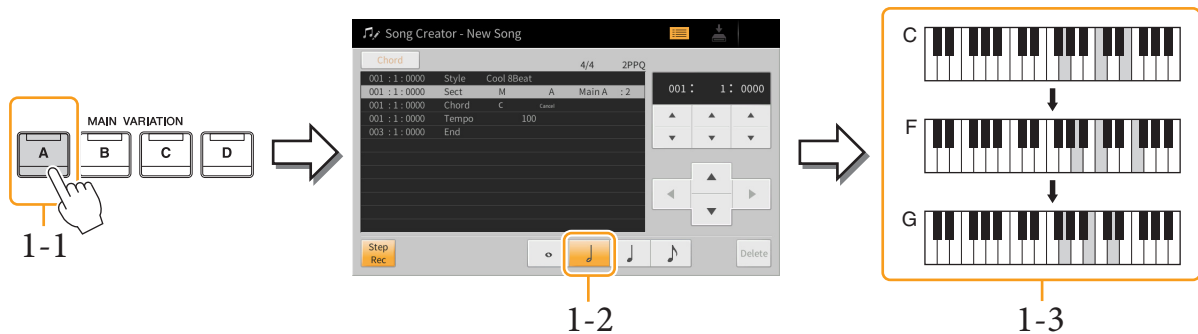 MAIN VARIATION
A B C D
1-1
Song Creator - New Song
Chord 4/4 2PPQ
001 : 1 : 0000 Style Cool 8Beat
001 : 1 : 0000 Sect M A Main A : 2
001 : 1 : 0000 Chord C Cancel
001 : 1 : 0000 Tempo 100
003 : 1 : 0000 End
001 : 1 : 0000
Step
Rec
Delete
1-2
C
F
G
1-3